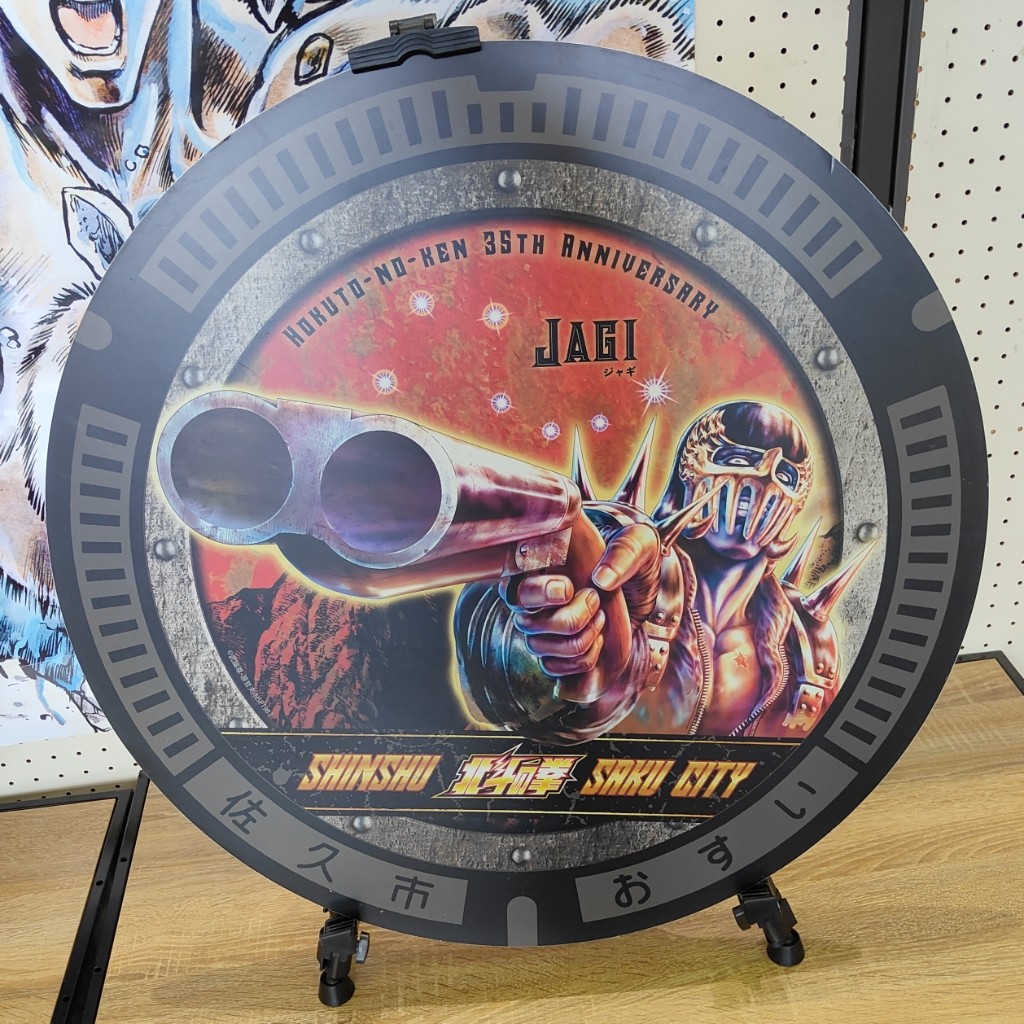 HOKUTO-NO-KEN 35TH ANNIVERSARY
JAGI
ジャギ
SHINSHU 北斗の拳 SAKU CITY
佐久市 おすい